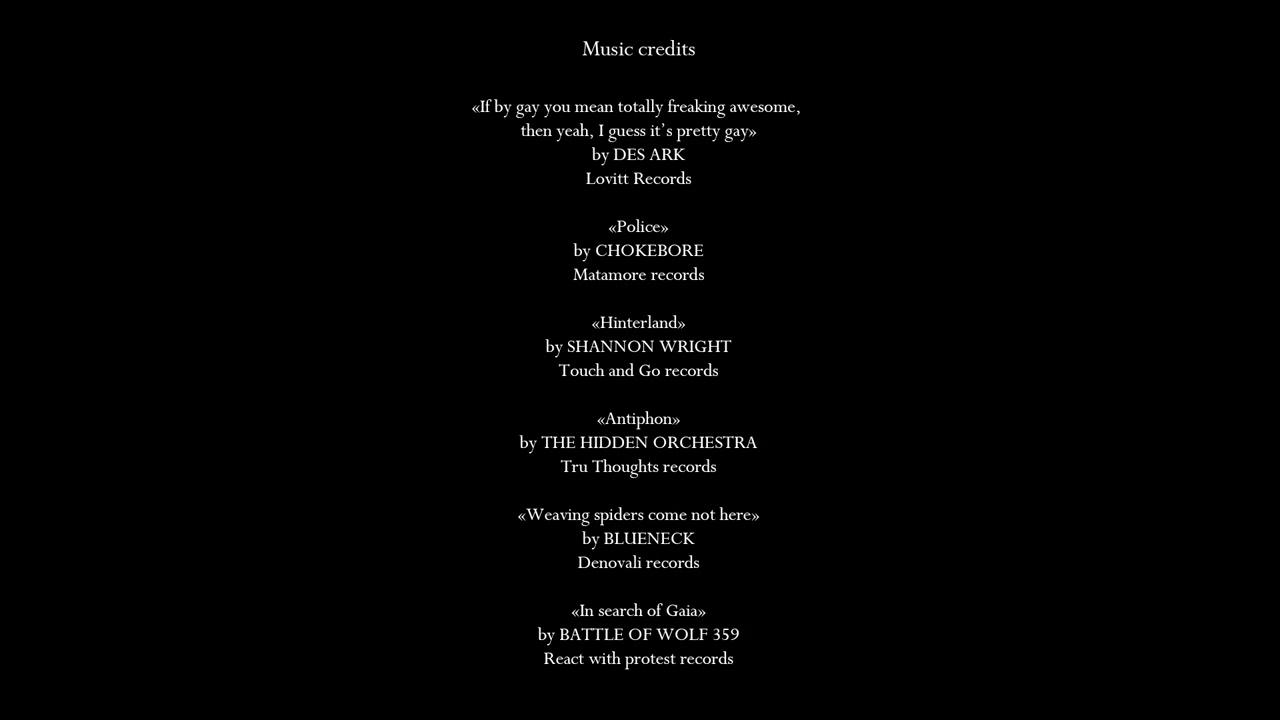 Music credits
«If by gay you mean totally freaking awesome,
then yeah, I guess it's pretty gay»
by DES ARK
Lovitt Records
«Police»
by CHOKEBORE
Matamore records
«Hinterland»
by SHANNON WRIGHT
Touch and Go records
«Antiphon»
by THE HIDDEN ORCHESTRA
Tru Thoughts records
«Weaving spiders come not here»
by BLUENECK
Denovali records
«In search of Gaia»
by BATTLE OF WOLF 359
React with protest records